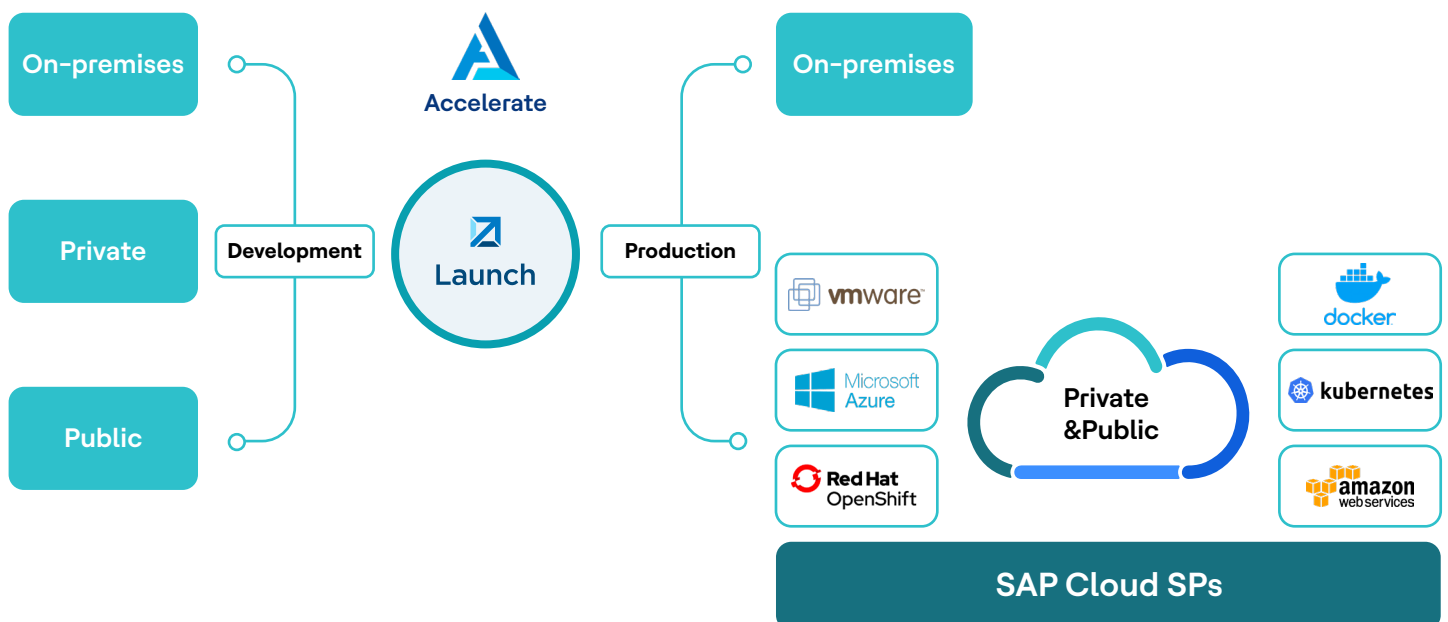 On-premises
Private
Public
Development
Accelerate
Launch
Production
On-premises
vmware™
Microsoft
Azure
Red Hat
OpenShift
Private
&Public
docker
kubernetes
amazon
web services
SAP Cloud SPs